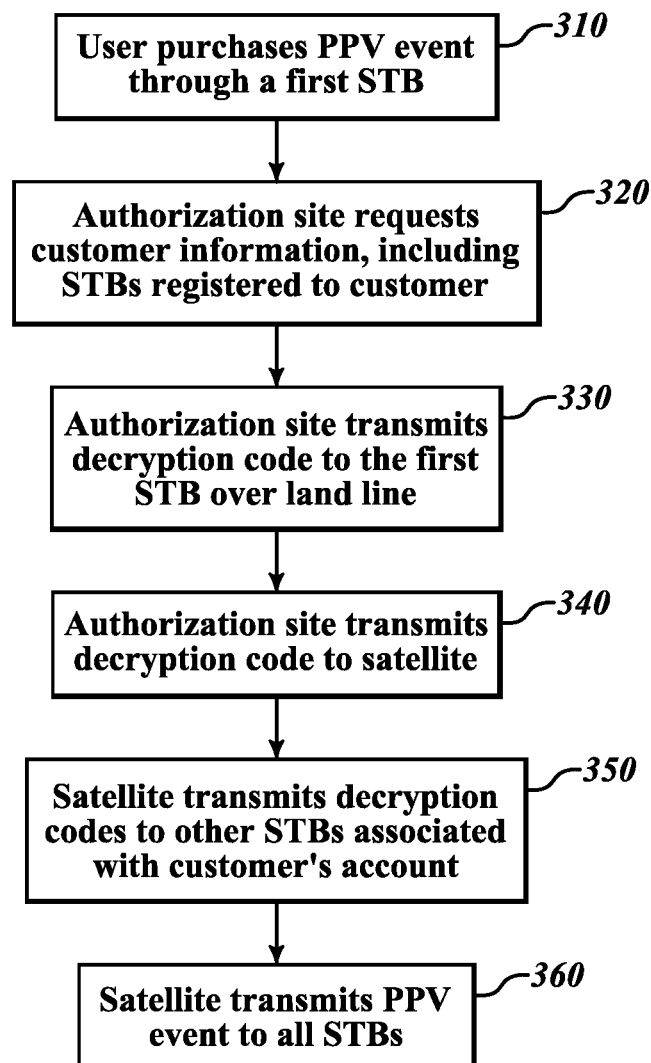 310
User purchases PPV event
through a first STB
320
Authorization site requests
customer information, including
STBs registered to customer
330
Authorization site transmits
decryption code to the first
STB over land line
340
Authorization site transmits
decryption code to satellite
350
Satellite transmits decryption
codes to other STBs associated
with customer's account
360
Satellite transmits PPV
event to all STBs